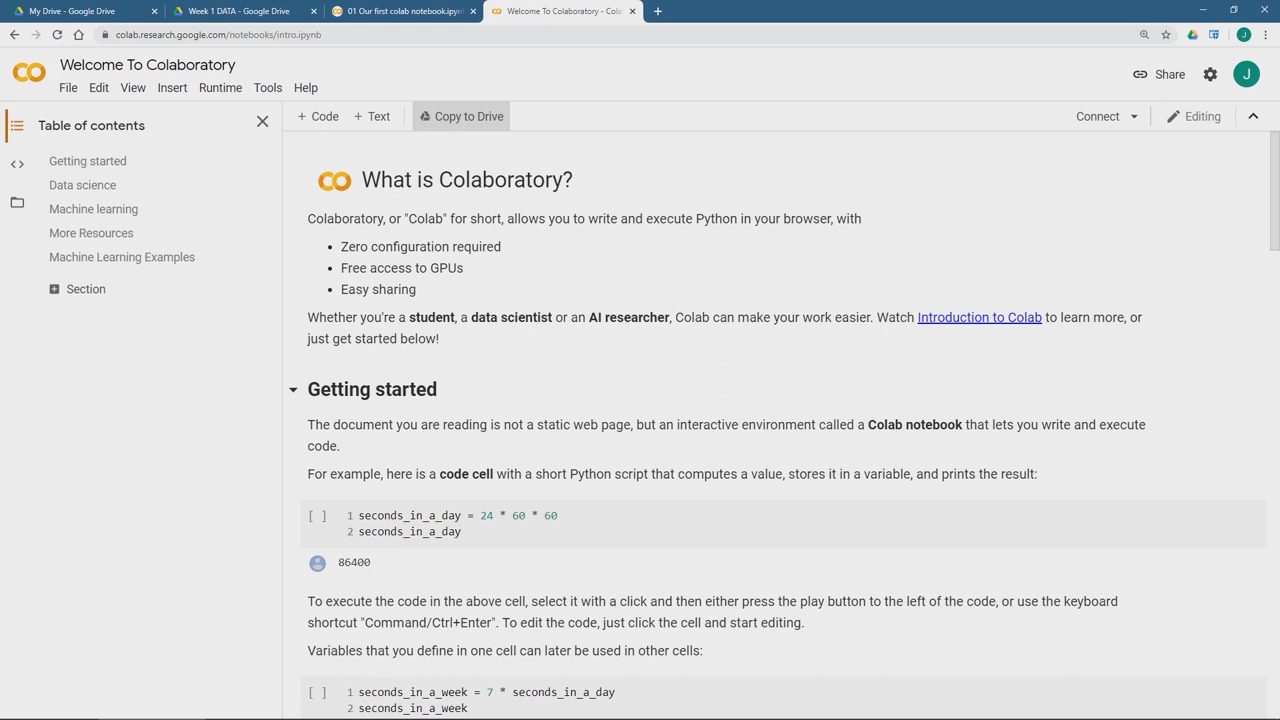 My Drive - Google Drive
Week 1 DATA - Google Drive
01 Our first colab notebook.ipynb
Welcome To Colaboratory - Cola
colab.research.google.com/notebooks/intro.ipynb
J
Welcome To Colaboratory
Share
J
File Edit View Insert Runtime Tools Help
Table of contents
+ Code + Text Copy to Drive
Connect Editing
Getting started
Data science
Machine learning
More Resources
Machine Learning Examples
Section
What is Colaboratory?
Colaboratory, or "Colab" for short, allows you to write and execute Python in your browser, with
• Zero configuration required
• Free access to GPUs
• Easy sharing
Whether you're a student, a data scientist or an AI researcher, Colab can make your work easier. Watch Introduction to Colab to learn more, or
just get started below!
Getting started
The document you are reading is not a static web page, but an interactive environment called a Colab notebook that lets you write and execute
code.
For example, here is a code cell with a short Python script that computes a value, stores it in a variable, and prints the result:
[ ] 1 seconds_in_a_day = 24 * 60 * 60
2 seconds_in_a_day
86400
To execute the code in the above cell, select it with a click and then either press the play button to the left of the code, or use the keyboard
shortcut "Command/Ctrl+Enter". To edit the code, just click the cell and start editing.
Variables that you define in one cell can later be used in other cells:
[ ] 1 seconds_in_a_week = 7 * seconds_in_a_day
2 seconds_in_a_week